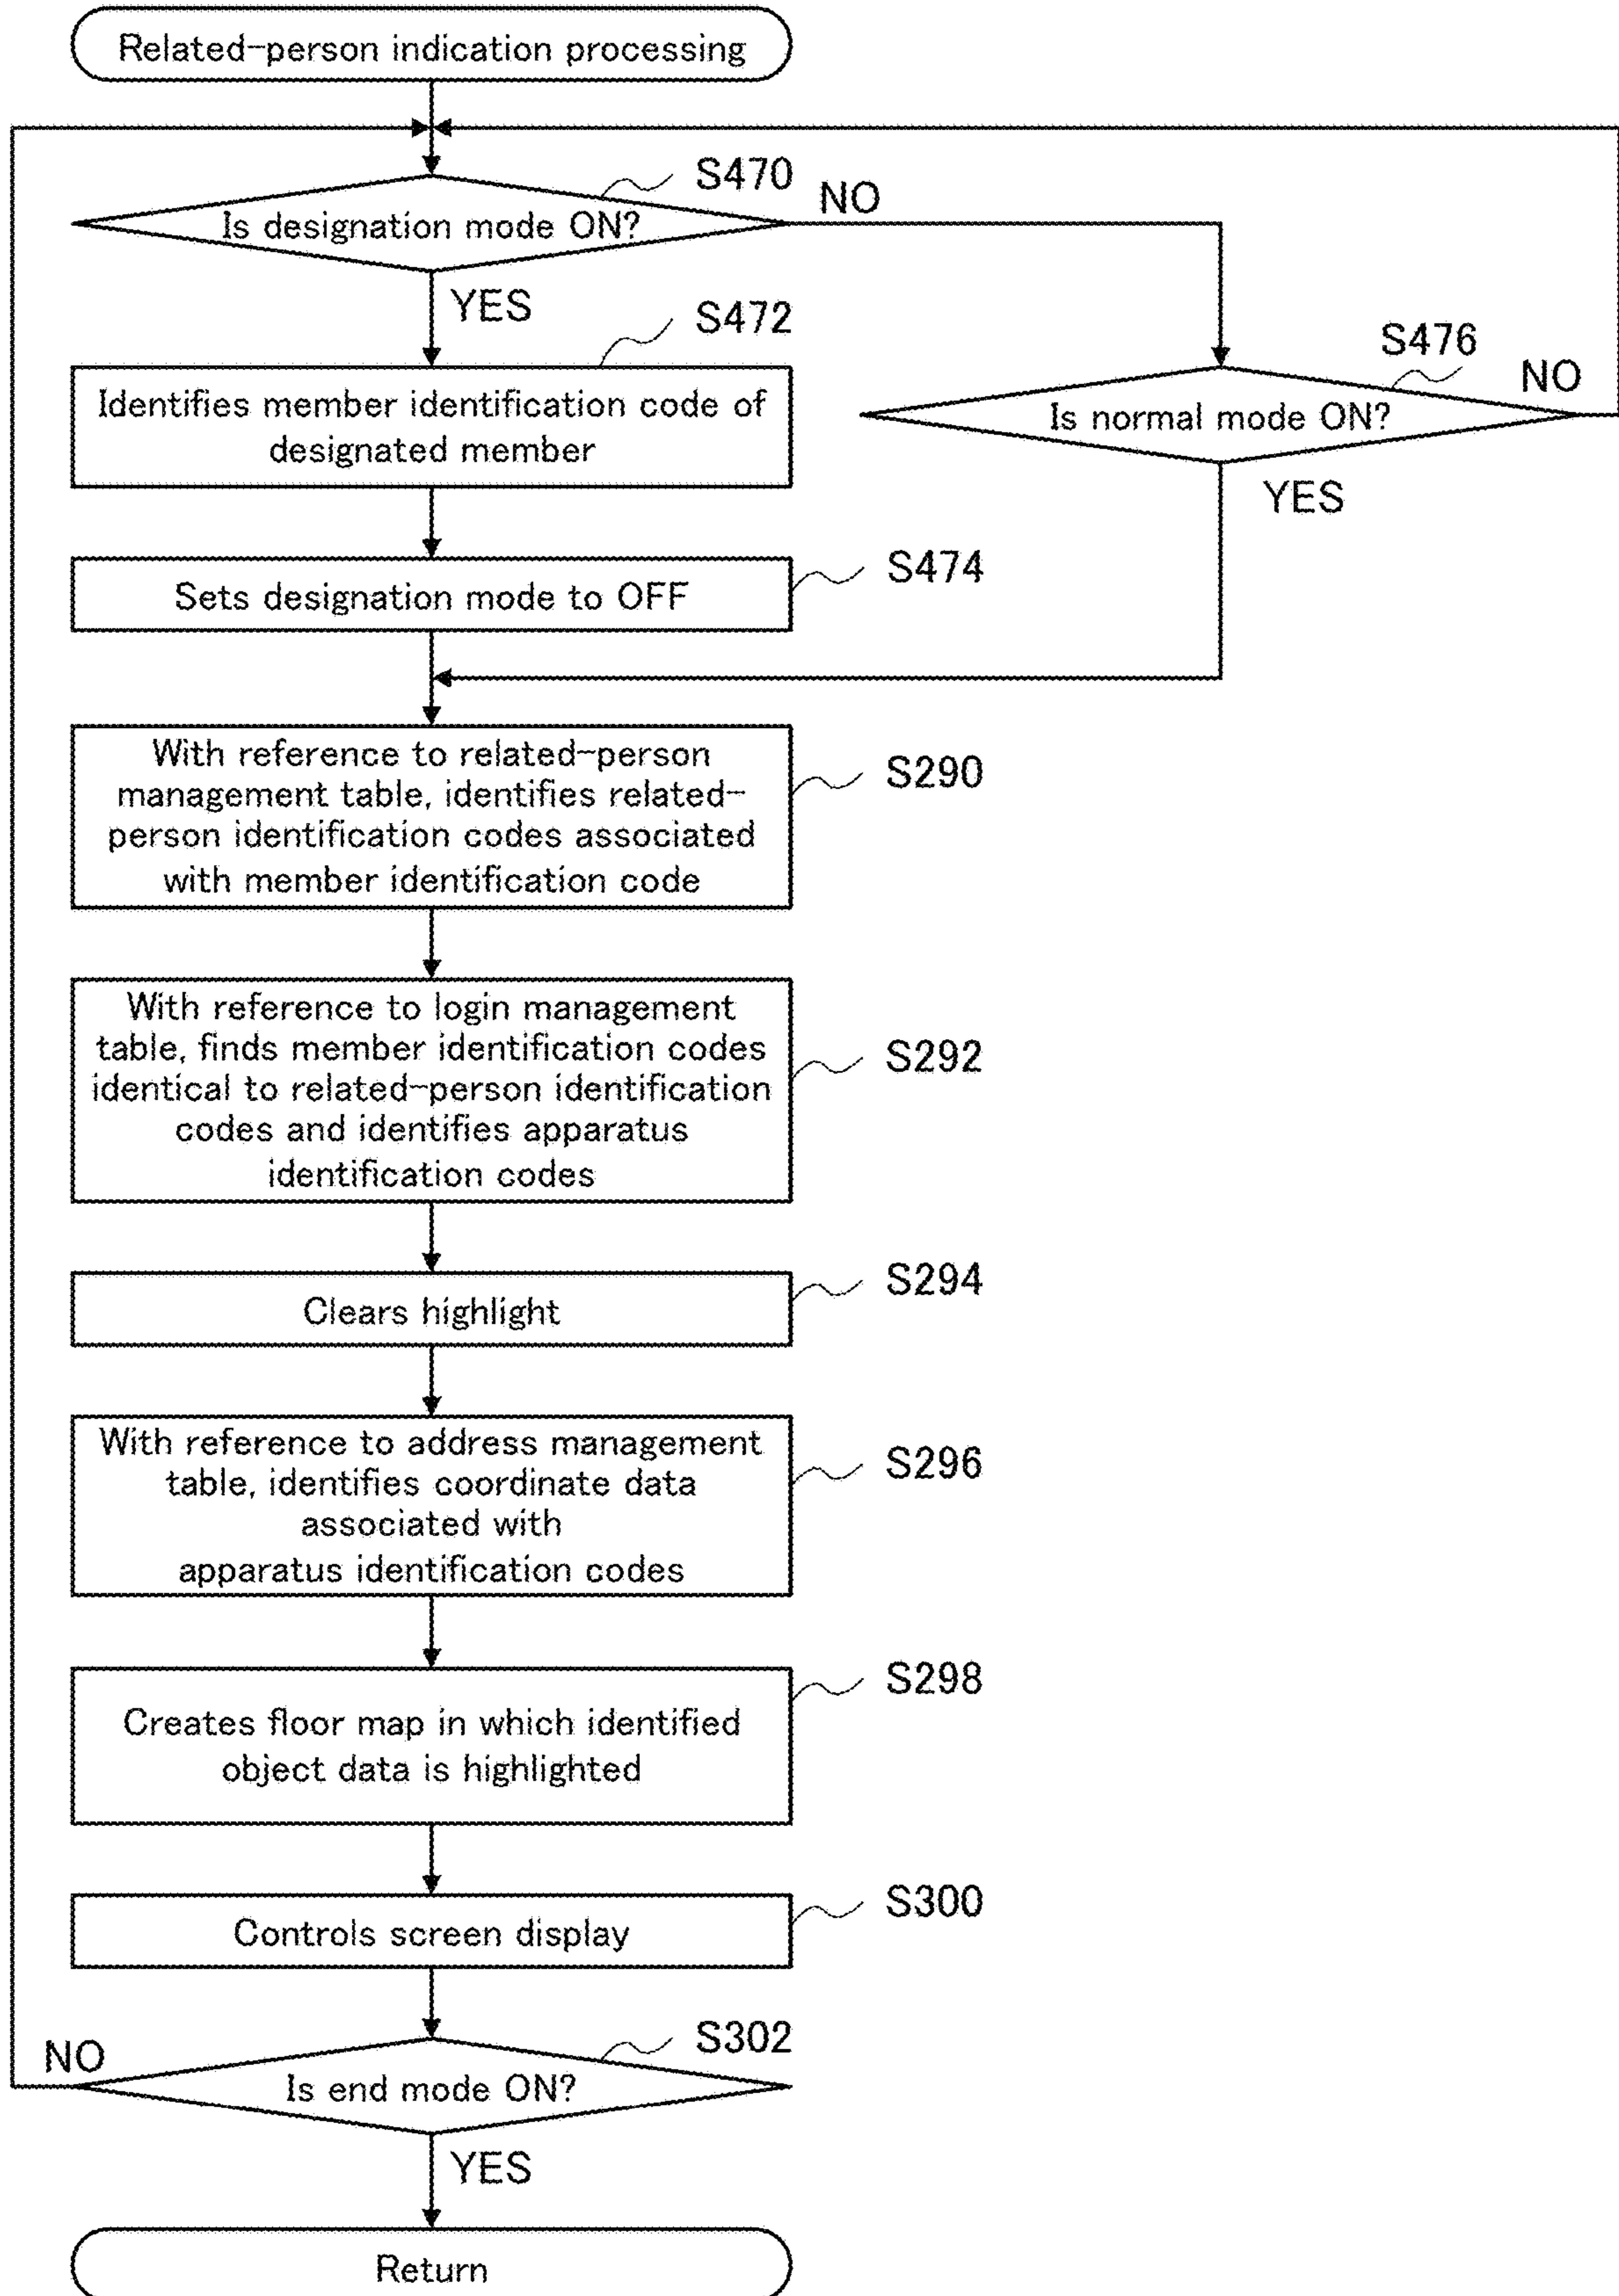 Related-person indication processing
S470
NO
Is designation mode ON?
YES
S472
S476
NO
Identifies member identification code of
designated member
Is normal mode ON?
YES
S474
Sets designation mode to OFF
With reference to related-person
management table, identifies related-
person identification codes associated
with member identification code
S290
With reference to login management
table, finds member identification codes
identical to related-person identification
codes and identifies apparatus
identification codes
S292
S294
Clears highlight
With reference to address management
table, identifies coordinate data
associated with
apparatus identification codes
S296
S298
Creates floor map in which identified
object data is highlighted
S300
Controls screen display
S302
NO
Is end mode ON?
YES
Return